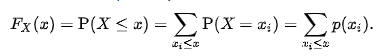 F_X(x) = P(X ≤ x) = ∑_{x_i≤x} P(X = x_i) = ∑_{x_i≤x} p(x_i).